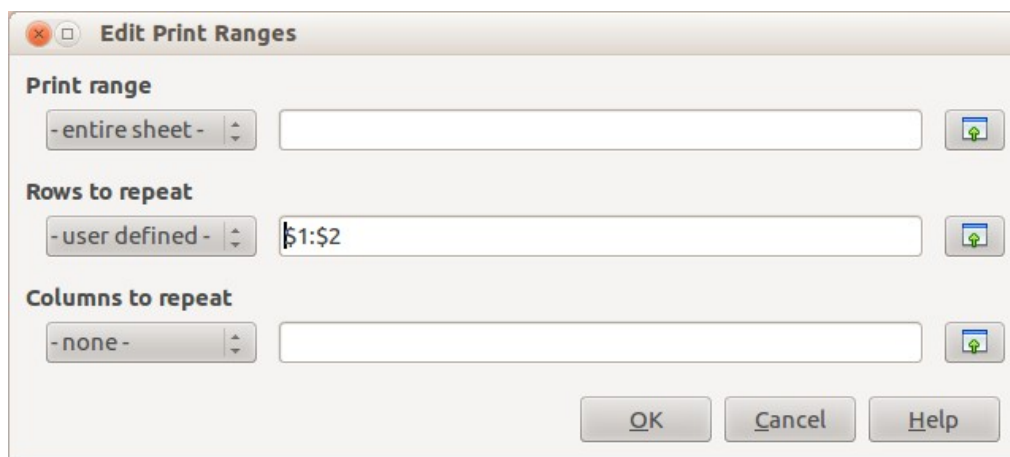 Edit Print Ranges
Print range
- entire sheet -
Rows to repeat
- user defined - $1:$2
Columns to repeat
- none -
OK Cancel Help